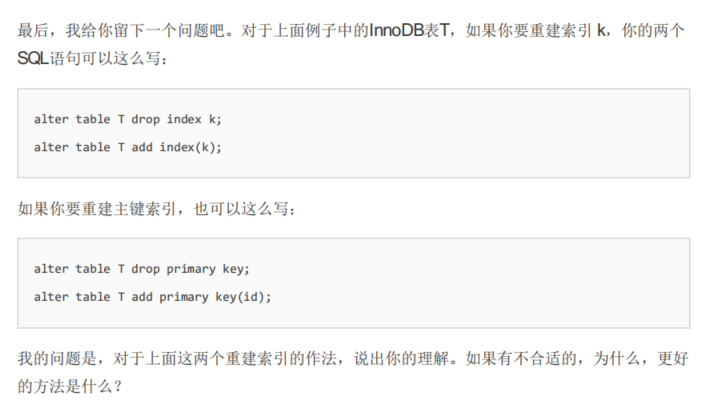 最后，我给你留下一个问题吧。对于上面例子中的InnoDB表T，如果你要重建索引 k，你的两个
SQL语句可以这么写：
alter table T drop index k;
alter table T add index(k);
如果你要重建主键索引，也可以这么写：
alter table T drop primary key;
alter table T add primary key(id);
我的问题是，对于上面这两个重建索引的作法，说出你的理解。如果有不合适的，为什么，更好
的方法是什么？